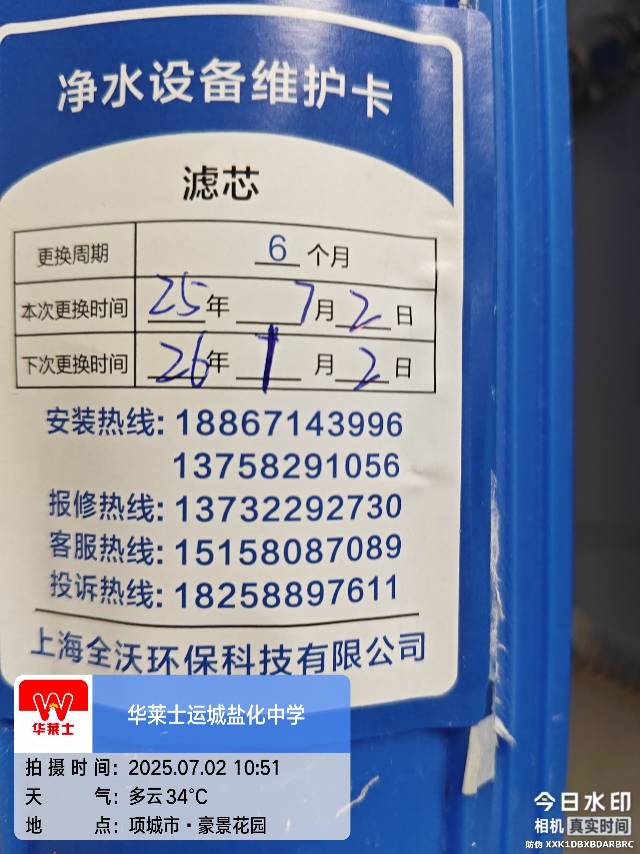 净水设备维护卡
滤芯
更换周期 6 个月
本次更换时间 25年 7月 2日
下次更换时间 26年 1月 2日
安装热线: 18867143996
13758291056
报修热线: 13732292730
客服热线: 15158087089
投诉热线: 18258897611
上海全沃环保科技有限公司
华莱士
华莱士运城盐化中学
拍摄时间: 2025.07.02 10:51
天 气: 多云 34℃
地 点: 项城市·豪景花园
今日水印
相机 真实时间
防伪 XXK1DBXBDARBRC